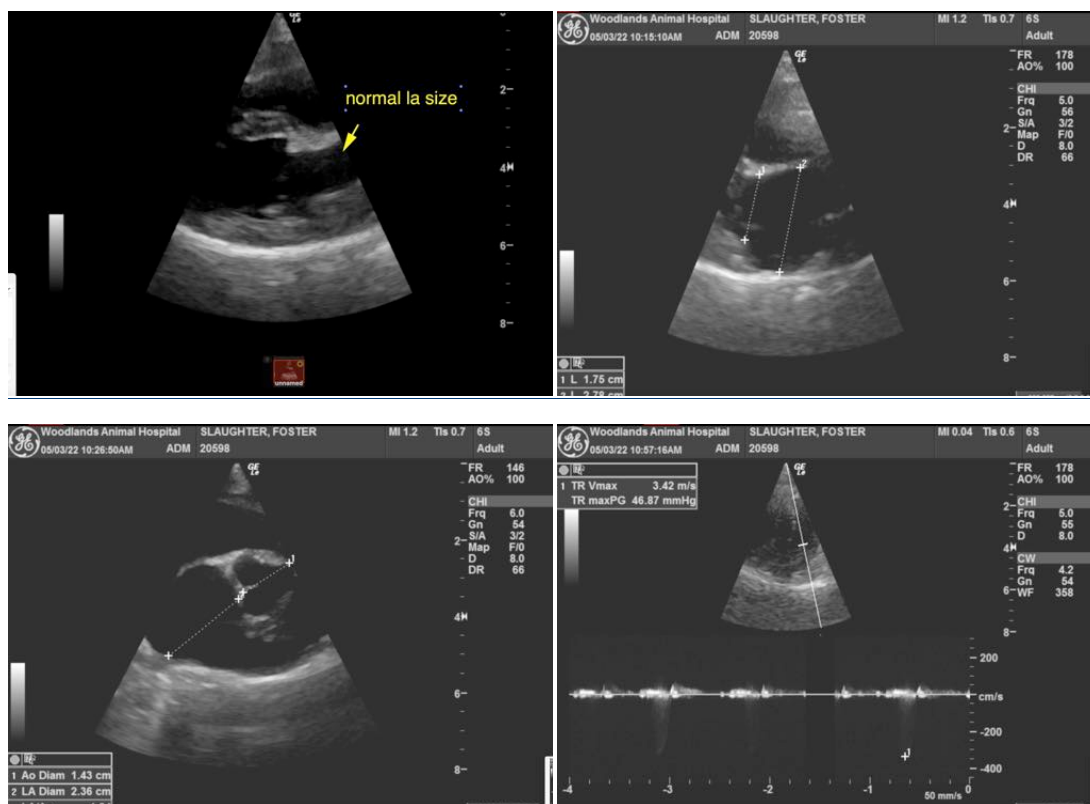 normal la size
2
4
6
8
unnamed
Woodlands Animal Hospital SLAUGHTER, FOSTER MI 1.2 TIs 0.7 6S
05/03/22 10:15:10AM ADM 20598 Adult
FR 178
AO% 100
CHI
Frq 5.0
Gn 56
S/A 3/2
Map F/0
D 8.0
DR 66
1
2
2
4
6
8
1 L 1.75 cm
2 L 2.78 cm
Woodlands Animal Hospital SLAUGHTER, FOSTER MI 1.2 TIs 0.7 6S
05/03/22 10:26:50AM ADM 20598 Adult
FR 146
AO% 100
CHI
Frq 6.0
Gn 54
S/A 3/2
Map F/0
D 8.0
DR 66
1
2
4
6
8
1 Ao Diam 1.43 cm
2 LA Diam 2.36 cm
Woodlands Animal Hospital SLAUGHTER, FOSTER MI 0.04 TIs 0.6 6S
05/03/22 10:57:16AM ADM 20598 Adult
1 TR Vmax 3.42 m/s
TR maxPG 46.87 mmHg
FR 178
AO% 100
CHI
Frq 5.0
Gn 55
D 8.0
CW
Frq 4.2
Gn 54
WF 358
2
4
6
8
200
cm/s
-200
-400
1
-4 -3 -2 -1 0
50 mm/s